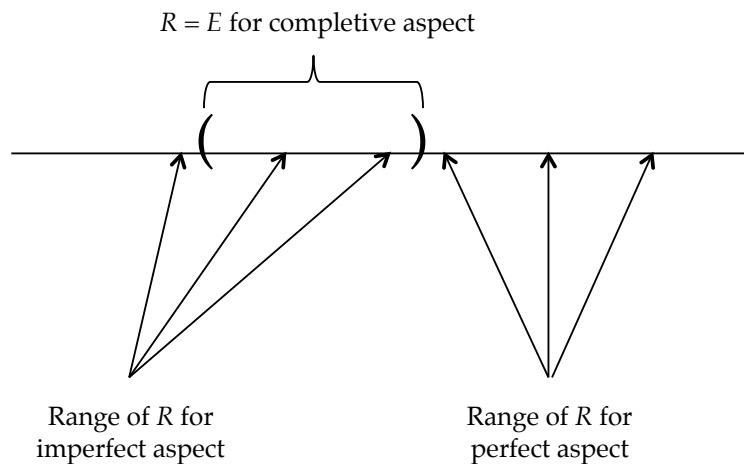 R = E for completive aspect
( )
Range of R for
imperfect aspect
Range of R for
perfect aspect